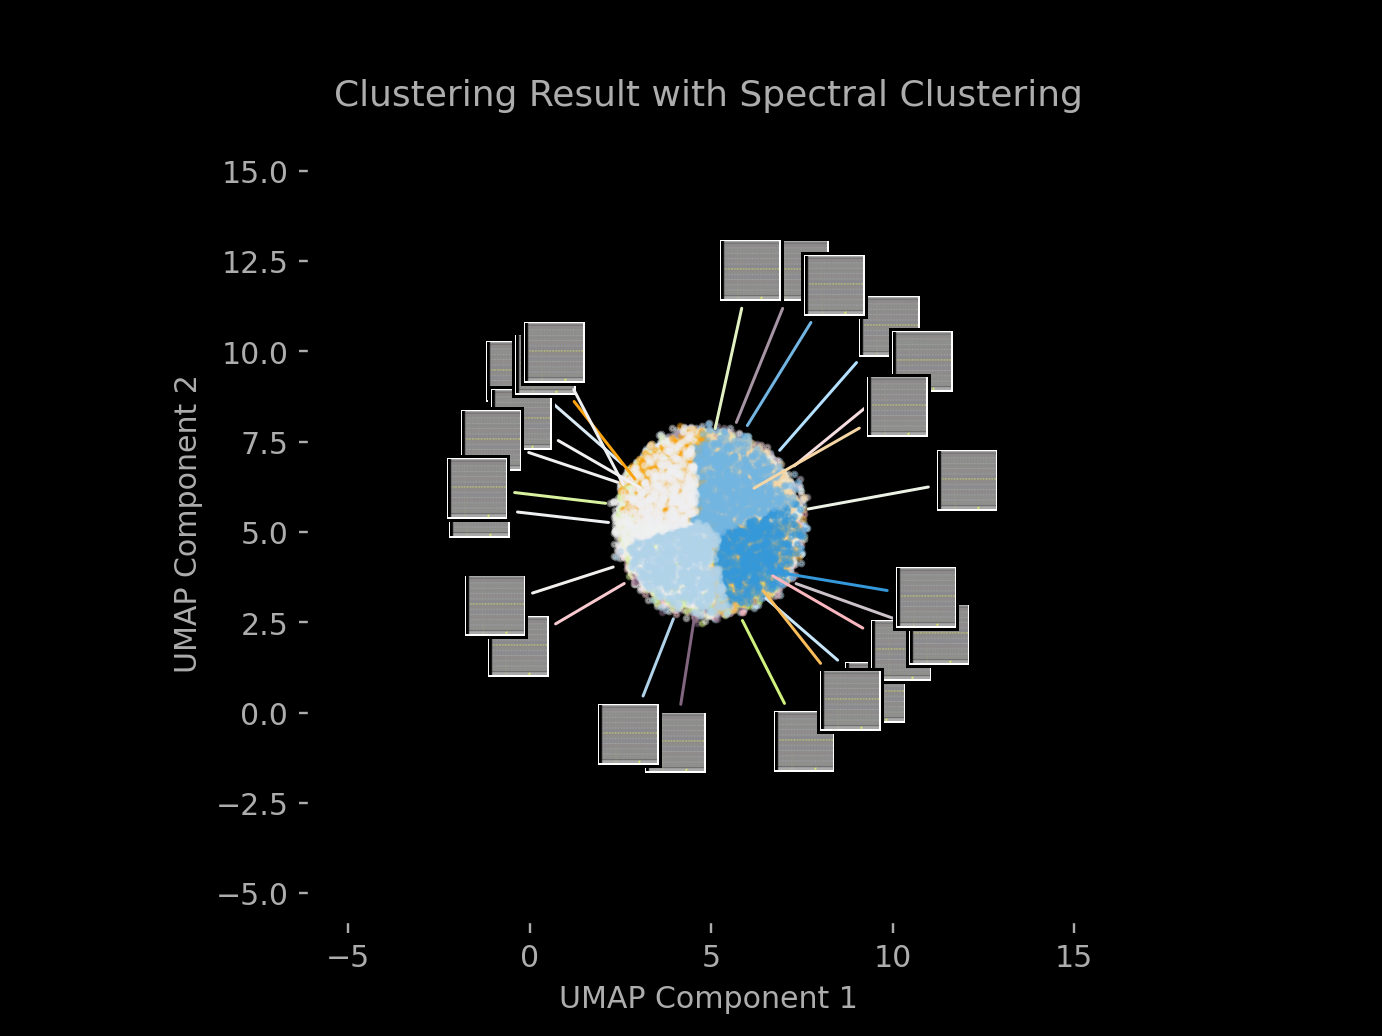 Clustering Result with Spectral Clustering
15.0
12.5
10.0
7.5
5.0
2.5
0.0
−2.5
−5.0
UMAP Component 2
−5 0 5 10 15
UMAP Component 1